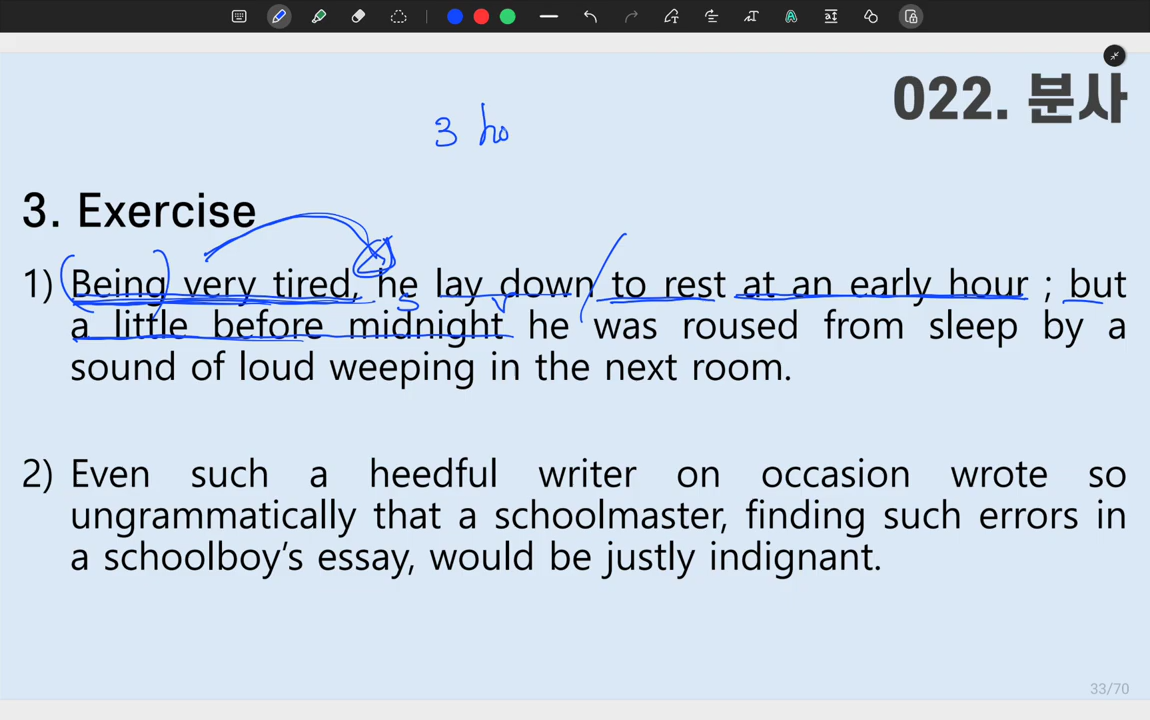 022. 분사
3 ho
3. Exercise
1) Being very tired, he lay down to rest at an early hour ; but
S V
a little before midnight he was roused from sleep by a
sound of loud weeping in the next room.
2) Even such a heedful writer on occasion wrote so
ungrammatically that a schoolmaster, finding such errors in
a schoolboy's essay, would be justly indignant.
33/70